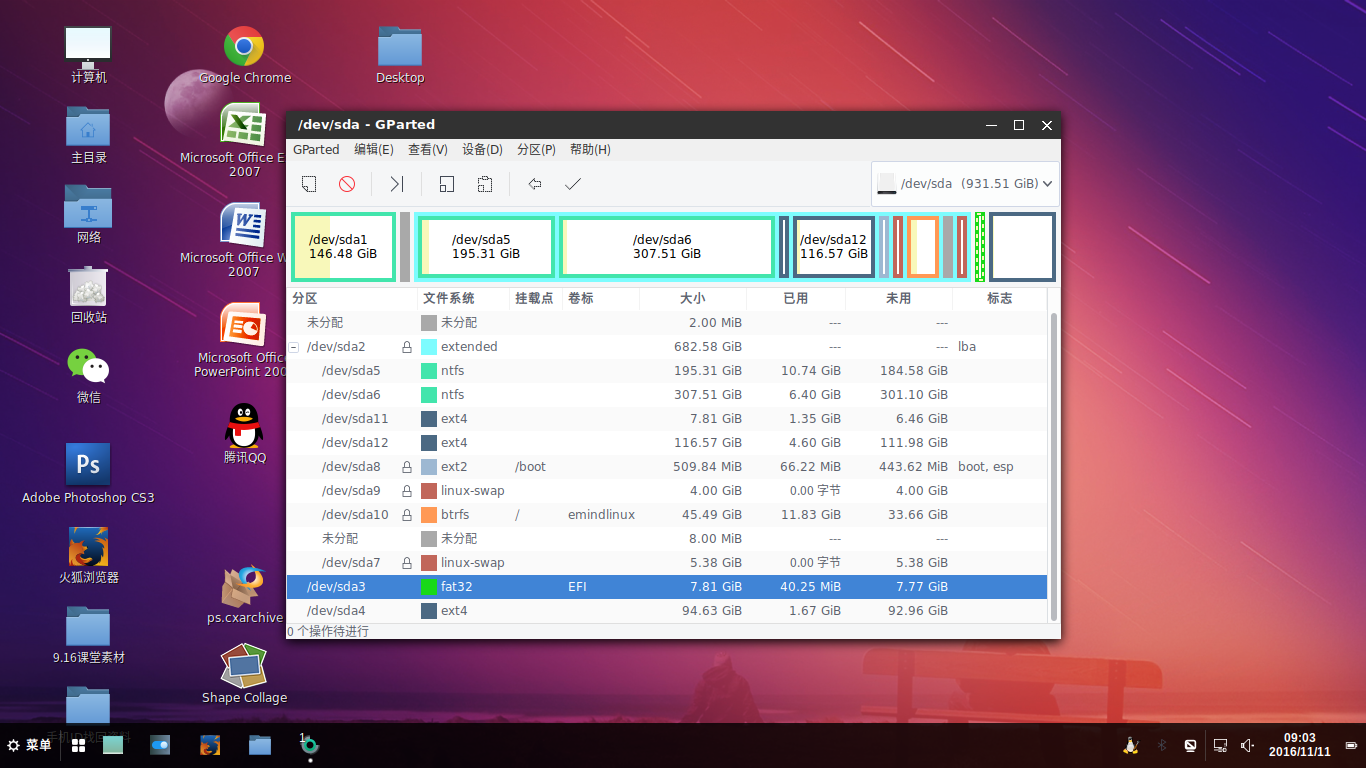 计算机
主目录
网络
回收站
微信
Ps
Adobe Photoshop CS3
火狐浏览器
9.16课堂素材
Google Chrome
Microsoft Office E
2007
Microsoft Office W
2007
Microsoft Office
PowerPoint 200
腾讯QQ
ps.cxarchive
Shape Collage
Desktop
/dev/sda - GParted
GParted 编辑(E) 查看(V) 设备(D) 分区(P) 帮助(H)
/dev/sda (931.51 GiB)
/dev/sda1
146.48 GiB
/dev/sda5
195.31 GiB
/dev/sda6
307.51 GiB
/dev/sda12
116.57 GiB
分区 文件系统 挂载点 卷标 大小 已用 未用 标志
未分配 未分配 2.00 MiB --- ---
/dev/sda2 extended 682.58 GiB --- --- lba
/dev/sda5 ntfs 195.31 GiB 10.74 GiB 184.58 GiB
/dev/sda6 ntfs 307.51 GiB 6.40 GiB 301.10 GiB
/dev/sda11 ext4 7.81 GiB 1.35 GiB 6.46 GiB
/dev/sda12 ext4 116.57 GiB 4.60 GiB 111.98 GiB
/dev/sda8 ext2 /boot 509.84 MiB 66.22 MiB 443.62 MiB boot, esp
/dev/sda9 linux-swap 4.00 GiB 0.00 字节 4.00 GiB
/dev/sda10 btrfs / emindlinux 45.49 GiB 11.83 GiB 33.66 GiB
未分配 未分配 8.00 MiB --- ---
/dev/sda7 linux-swap 5.38 GiB 0.00 字节 5.38 GiB
/dev/sda3 fat32 EFI 7.81 GiB 40.25 MiB 7.77 GiB
/dev/sda4 ext4 94.63 GiB 1.67 GiB 92.96 GiB
0 个操作待进行
菜单
1
09:03
2016/11/11